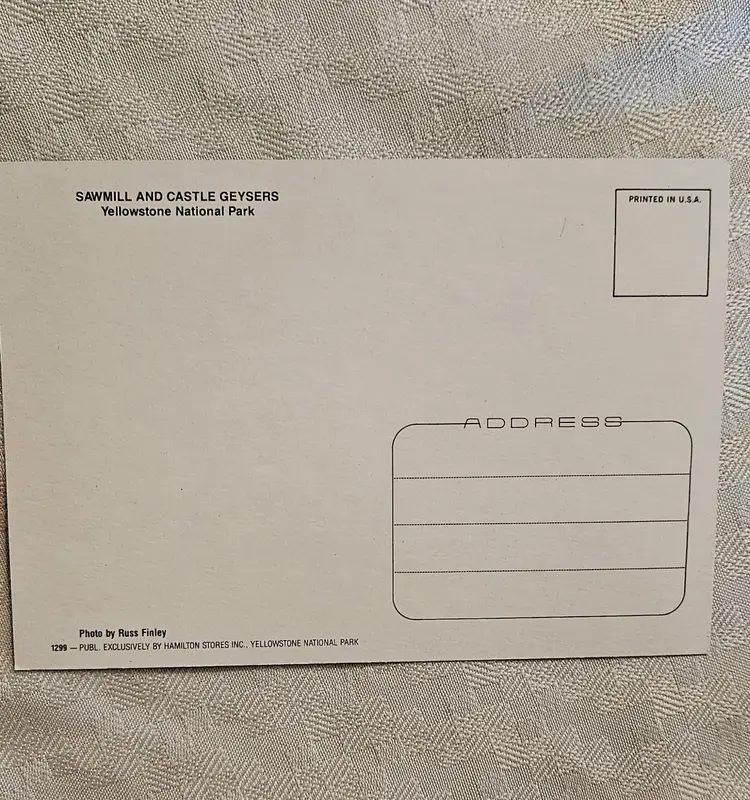 SAWMILL AND CASTLE GEYSERS
Yellowstone National Park
PRINTED IN U.S.A.
ADDRESS
Photo by Russ Finley
1299 — PUBL. EXCLUSIVELY BY HAMILTON STORES INC., YELLOWSTONE NATIONAL PARK